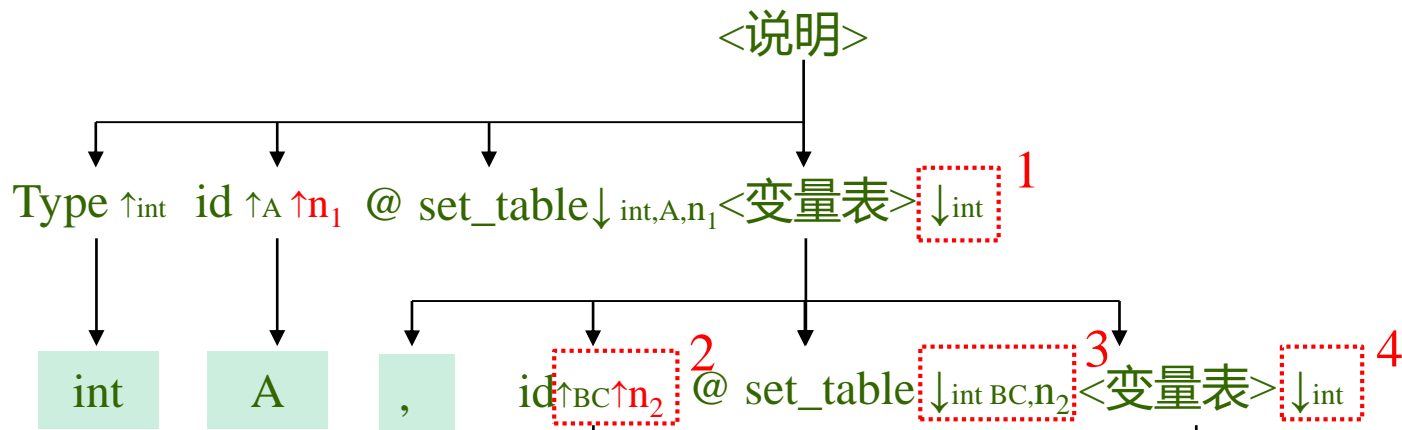 <说明>
Type ↑int id ↑A ↑n₁ @ set_table↓ int,A,n₁<变量表> ↓int 1
int A , id↑BC↑n₂ 2 @ set_table ↓int BC,n₂ 3 <变量表> ↓int 4